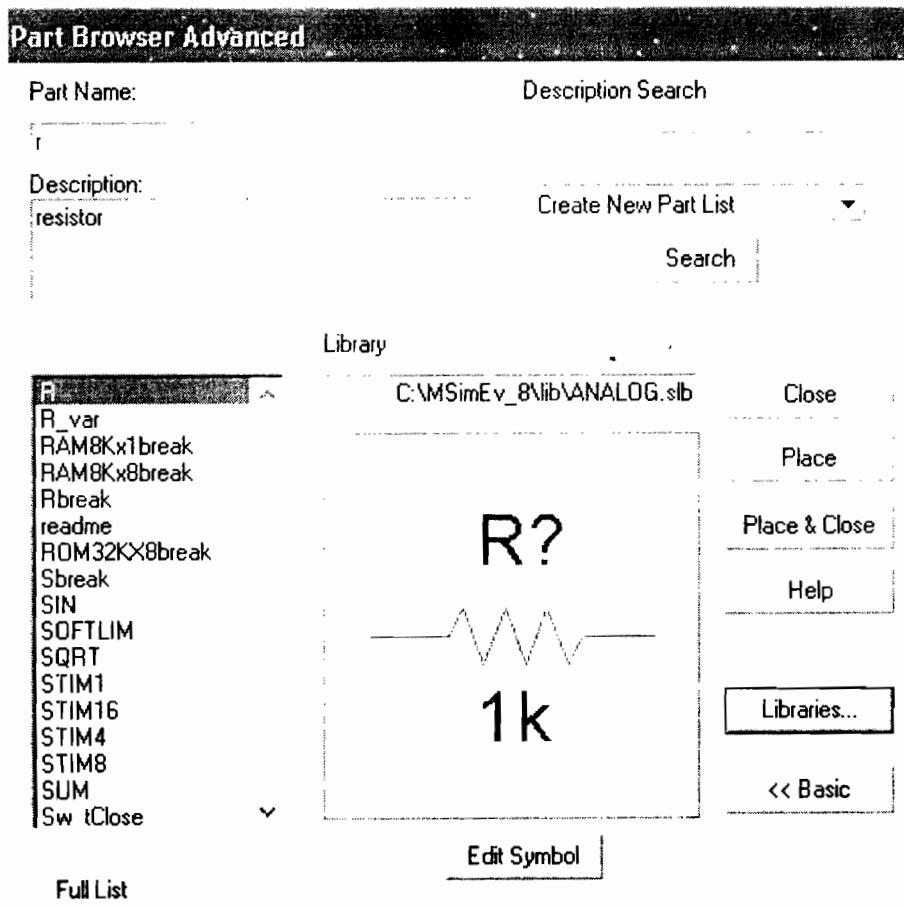 Part Browser Advanced
Part Name:
Description Search
r
Description:
resistor
Create New Part List
Search
Library
C:\MSimEv_8\lib\ANALOG.slb
R
R_var
RAM8Kx1break
RAM8Kx8break
Rbreak
readme
ROM32KX8break
Sbreak
SIN
SOFTLIM
SQRT
STIM1
STIM16
STIM4
STIM8
SUM
Sw_tClose
R?
1k
Close
Place
Place & Close
Help
Libraries...
<< Basic
Edit Symbol
Full List